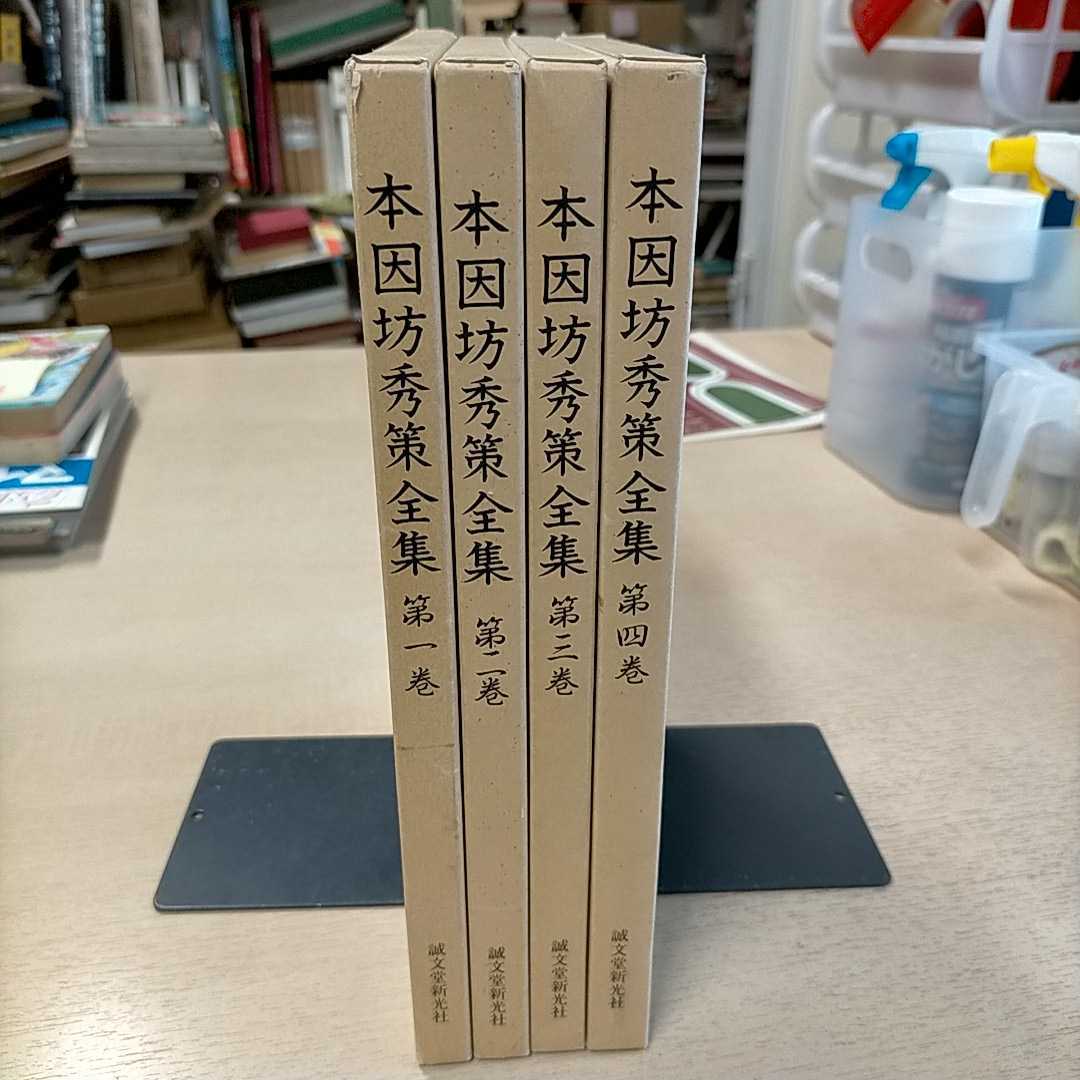 本因坊秀策全集 第一巻
誠文堂新光社
本因坊秀策全集 第二巻
誠文堂新光社
本因坊秀策全集 第三巻
誠文堂新光社
本因坊秀策全集 第四巻
誠文堂新光社